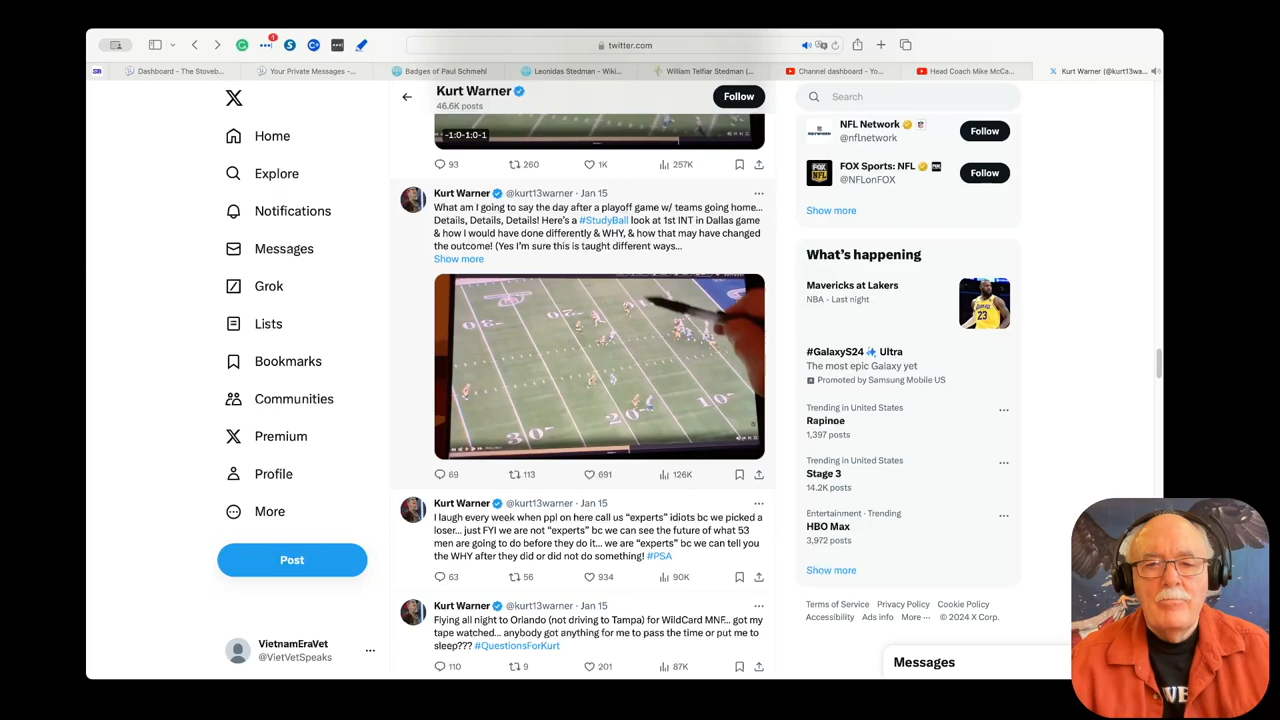 twitter.com
Dashboard - The Stoveb...
Your Private Messages -...
Badges of Paul Schmehl
Leonidas Stedman - Wiki...
William Telfiar Stedman (...
Channel dashboard - Yo...
Head Coach Mike McCa...
Kurt Warner (@kurt13wa...
Home
Explore
Notifications
Messages
Grok
Lists
Bookmarks
Communities
Premium
Profile
More
Post
VietnamEraVet
@VietVetSpeaks
Kurt Warner
46.6K posts
Follow
-1:0-1:0-1
93 260 1K 257K
Kurt Warner @kurt13warner · Jan 15
What am I going to say the day after a playoff game w/ teams going home...
Details, Details, Details! Here's a #StudyBall look at 1st INT in Dallas game
& how I would have done differently & WHY, & how that may have changed
the outcome! (Yes I'm sure this is taught different ways...
Show more
30 20
30 20 10
69 113 691 126K
Kurt Warner @kurt13warner · Jan 15
I laugh every week when ppl on here call us “experts” idiots bc we picked a
loser... just FYI we are not “experts” bc we can see the future of what 53
men are going to do before they do it... we are “experts” bc we can tell you
the WHY after they did or did not do something! #PSA
63 56 934 90K
Kurt Warner @kurt13warner · Jan 15
Flying all night to Orlando (not driving to Tampa) for WildCard MNF... got my
tape watched... anybody got anything for me to pass the time or put me to
sleep??? #QuestionsForKurt
110 9 201 87K
Search
NFL Network
@nflnetwork
Follow
FOX Sports: NFL
@NFLonFOX
Follow
Show more
What's happening
Mavericks at Lakers
NBA · Last night
23
#GalaxyS24 Ultra
The most epic Galaxy yet
Promoted by Samsung Mobile US
Trending in United States
Rapinoe
1,397 posts
Trending in United States
Stage 3
14.2K posts
Entertainment · Trending
HBO Max
3,972 posts
Show more
Terms of Service Privacy Policy Cookie Policy
Accessibility Ads info More ··· © 2024 X Corp.
Messages